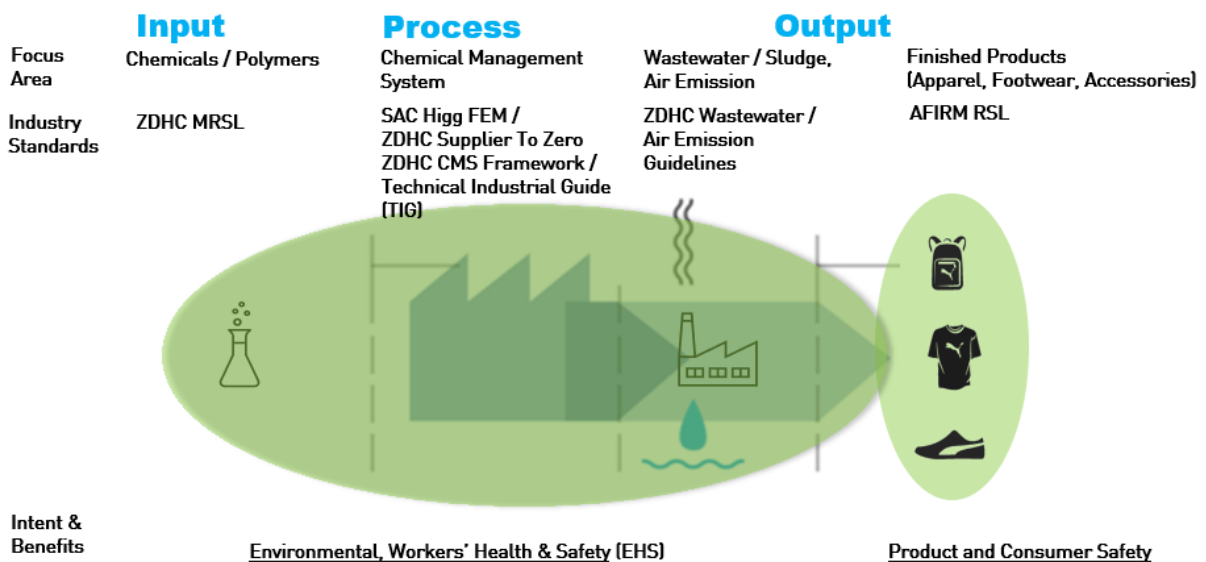 Input
Process
Output
Focus
Area
Chemicals / Polymers
Chemical Management
System
Wastewater / Sludge,
Air Emission
Finished Products
(Apparel, Footwear, Accessories)
Industry
Standards
ZDHC MRSL
SAC Higg FEM /
ZDHC Supplier To Zero
ZDHC CMS Framework /
Technical Industrial Guide
(TIG)
ZDHC Wastewater /
Air Emission
Guidelines
AFIRM RSL
Intent &
Benefits
Environmental, Workers' Health & Safety (EHS)
Product and Consumer Safety